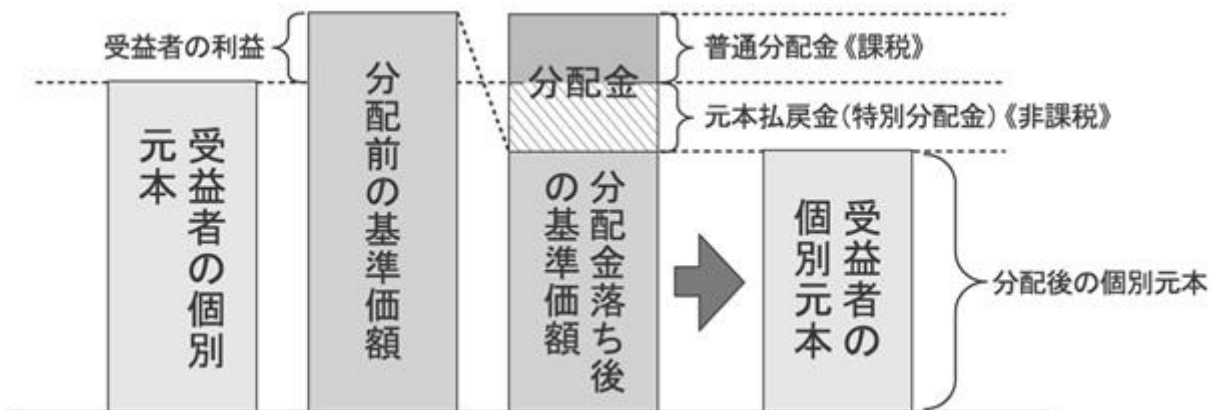 受益者の利益
受益者の個別
元本
分配前の基準価額
分配金
分配金落ち後
の基準価額
普通分配金《課税》
元本払戻金(特別分配金)《非課税》
受益者の
個別元本
分配後の個別元本